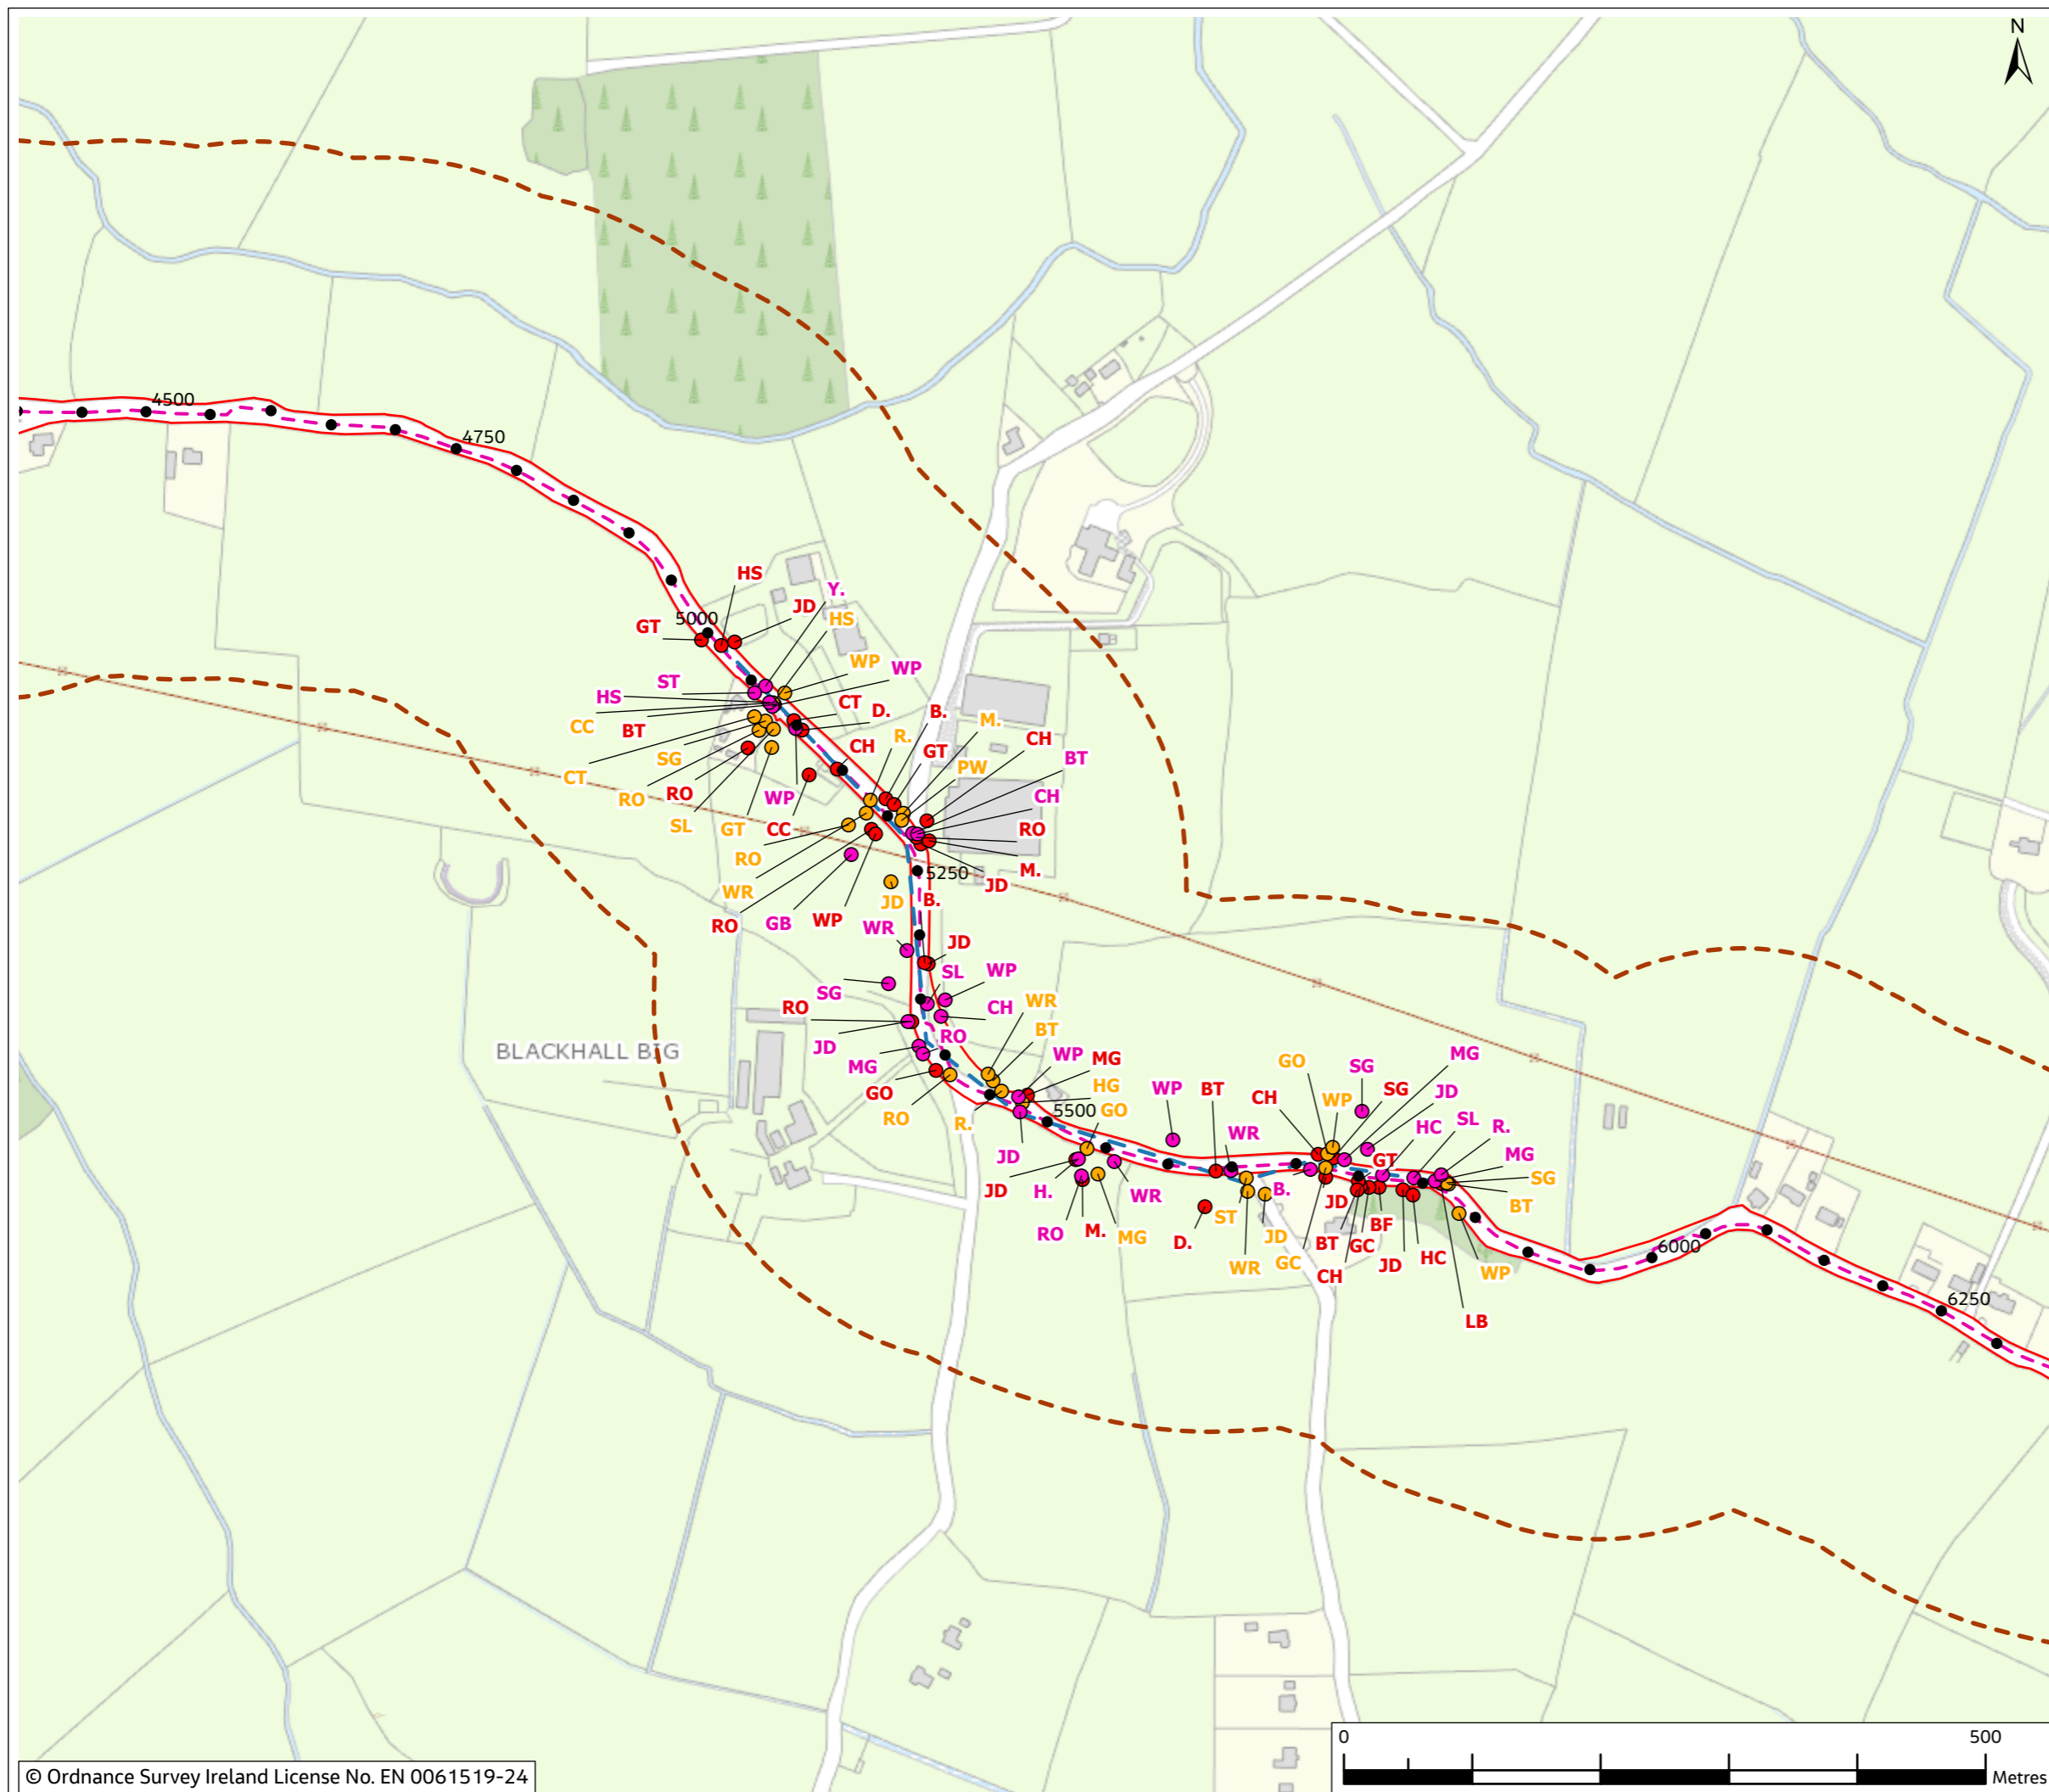 N
4500
4750
HS
Y.
JD
HS
5000
GT
WP
WP
ST
HS
CT
D.
B.
M.
CC
BT
R.
CH
CH
GT
BT
SG
PW
CT
CH
RO
RO
WP
SL
GT
CC
RO
RO
M.
5250
JD
WR
JD
B.
RO
GB
WP
WR
JD
SL
WP
SG
WR
RO
CH
BT
RO
JD
BLACKHALL BIG
WP
MG
MG
GO
SG
MG
HG
WP
BT
CH
WP
SG
JD
GO
5500
GO
RO
R.
HC
SL
R.
WR
JD
GT
MG
SG
JD
H.
WR
B.
JD
BT
ST
BF
RO
M.
MG
D.
JD
BT
GC
6000
WR
GC
CH
JD
HC
WP
6250
LB
0 500
Metres
© Ordnance Survey Ireland License No. EN 0061519-24